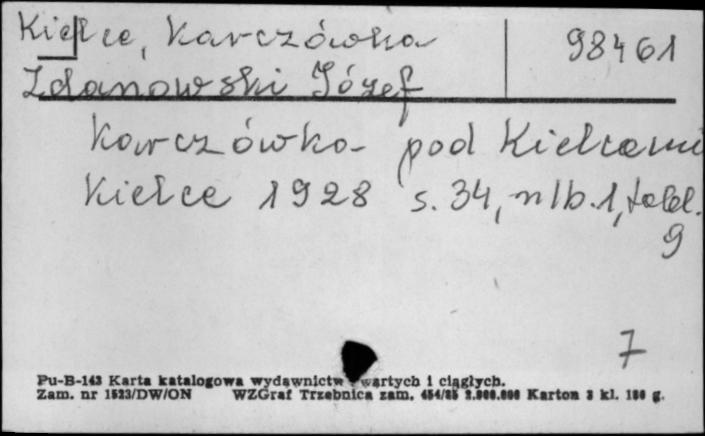 Kielce, Karczówka 98461
Zdanowski Józef
Karczówka pod Kielcami
Kielce 1928 s. 34, nlb. 1, tabl.
9
7
Pu-B-143 Karta katalogowa wydawnictw zwartych i ciągłych.
Zam. nr 1523/DW/ON WZGraf Trzebnica zam. 454/85 2.000.000 Karton 3 kl. 180 g.